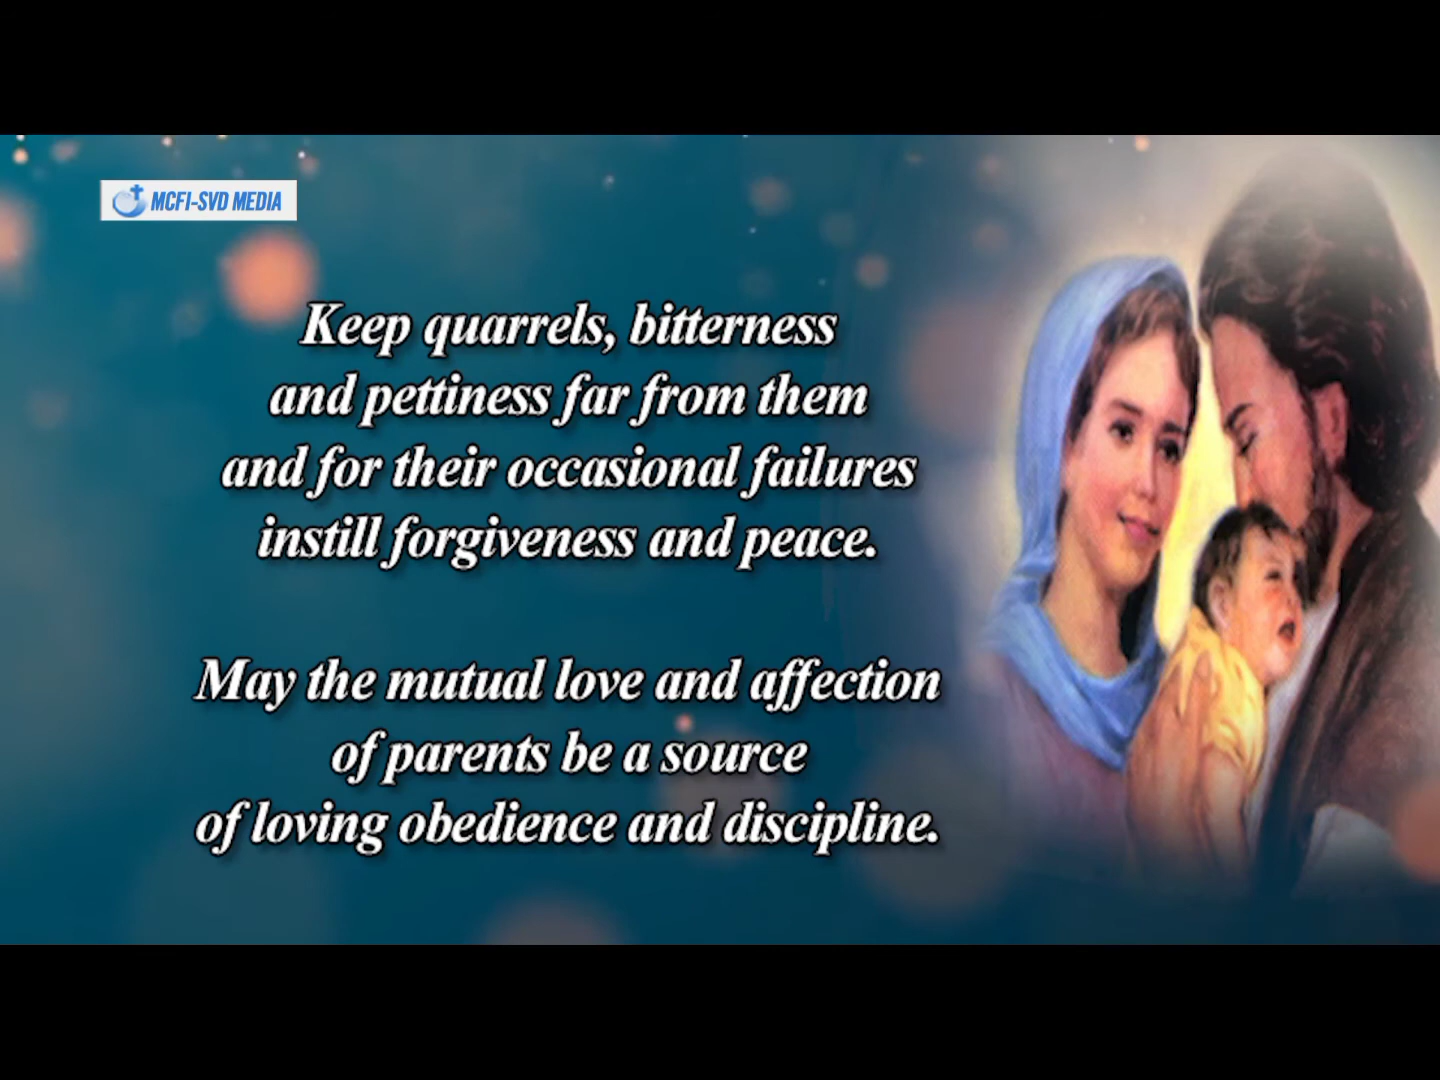 MCFI-SVD MEDIA
Keep quarrels, bitterness
and pettiness far from them
and for their occasional failures
instill forgiveness and peace.
May the mutual love and affection
of parents be a source
of loving obedience and discipline.